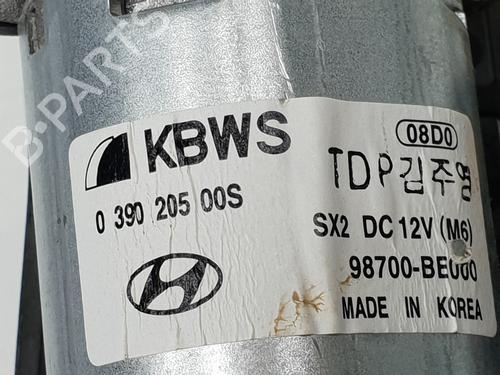 B-PARTS
KBWS
08D0
TDP김주영
0 390 205 00S
SX2 DC 12V (M6)
98700-BE000
MADE IN KOREA